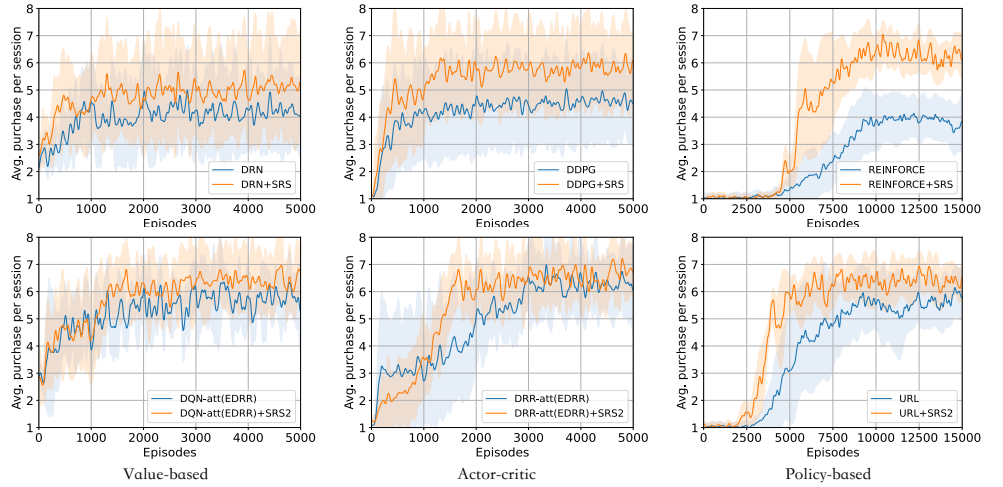 8
7
6
5
4
3
2
1
Avg. purchase per session
DRN
DRN+SRS
0 1000 2000 3000 4000 5000
Episodes
8
7
6
5
4
3
2
1
Avg. purchase per session
DDPG
DDPG+SRS
0 1000 2000 3000 4000 5000
Episodes
8
7
6
5
4
3
2
1
Avg. purchase per session
REINFORCE
REINFORCE+SRS
0 2500 5000 7500 10000 12500 15000
Episodes
8
7
6
5
4
3
2
1
Avg. purchase per session
DQN-att(EDRR)
DQN-att(EDRR)+SRS2
0 1000 2000 3000 4000 5000
Episodes
Value-based
8
7
6
5
4
3
2
1
Avg. purchase per session
DRR-att(EDRR)
DRR-att(EDRR)+SRS2
0 1000 2000 3000 4000 5000
Episodes
Actor-critic
8
7
6
5
4
3
2
1
Avg. purchase per session
URL
URL+SRS2
0 2500 5000 7500 10000 12500 15000
Episodes
Policy-based